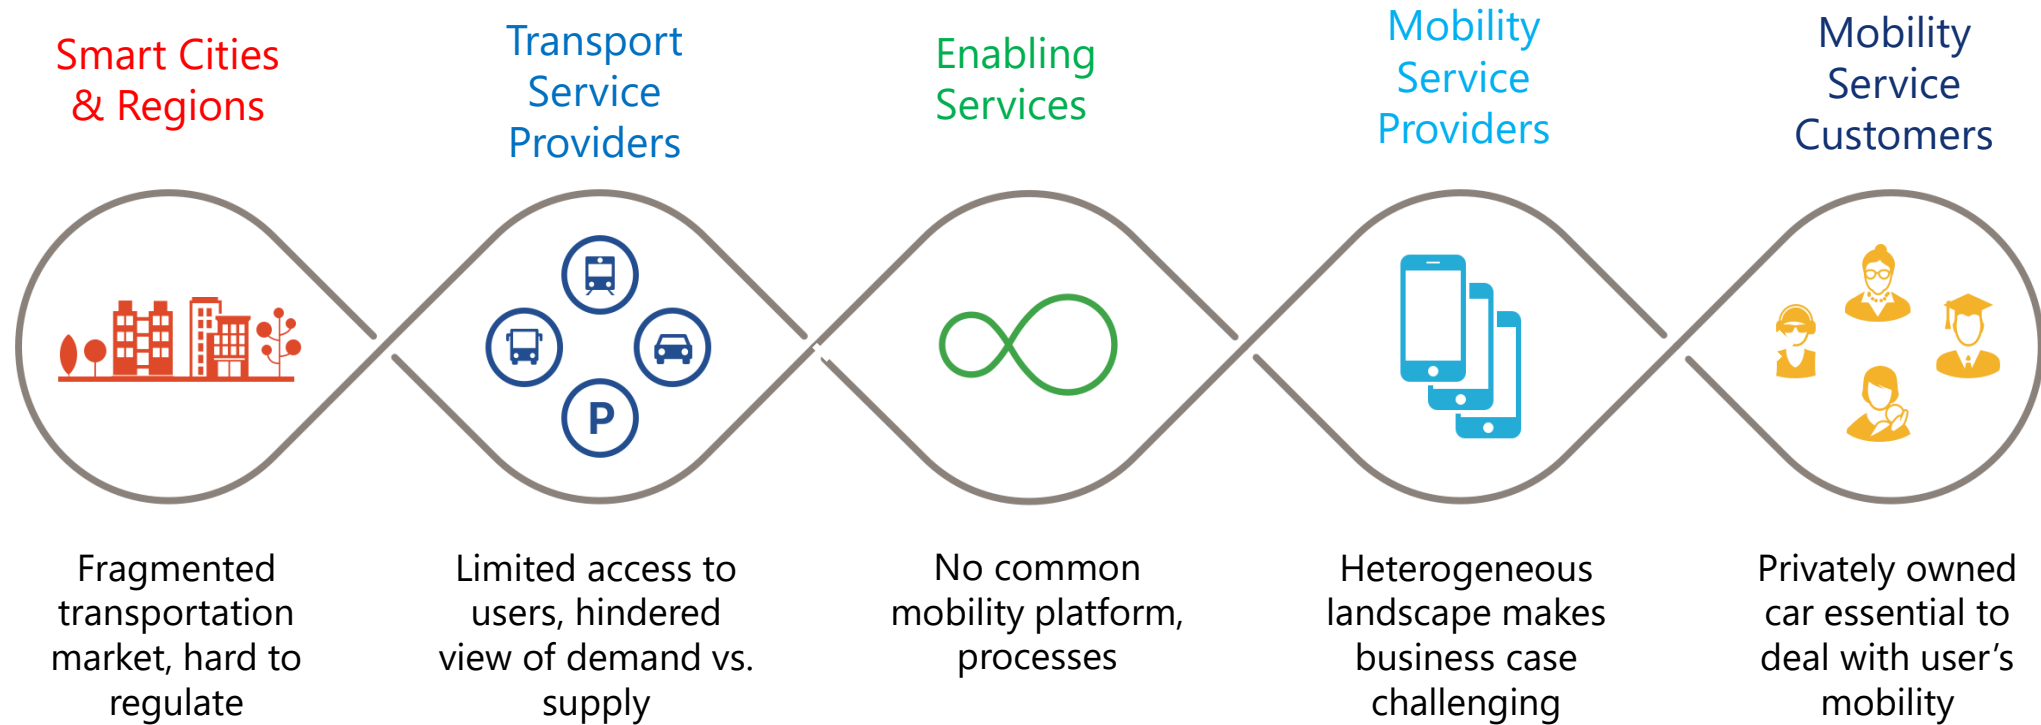 Smart Cities
& Regions
Transport
Service
Providers
Enabling
Services
Mobility
Service
Providers
Mobility
Service
Customers
P
Fragmented
transportation
market, hard to
regulate
Limited access to
users, hindered
view of demand vs.
supply
No common
mobility platform,
processes
Heterogeneous
landscape makes
business case
challenging
Privately owned
car essential to
deal with user’s
mobility